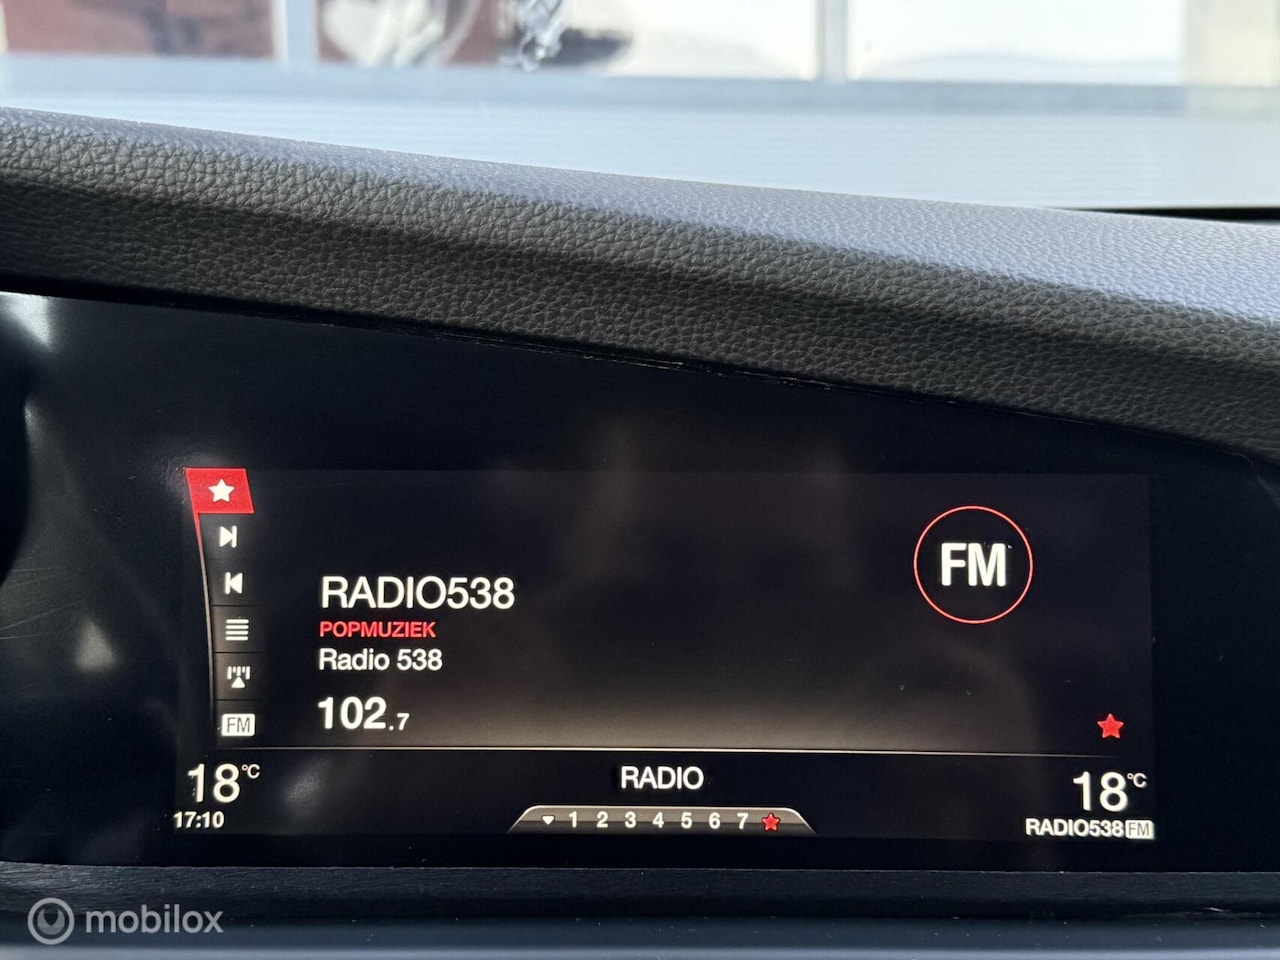 FM
RADIO538
POPMUZIEK
Radio 538
102.7
FM
18°C
RADIO
18°C
17:10
1 2 3 4 5 6 7
RADIO538 FM
mobilox